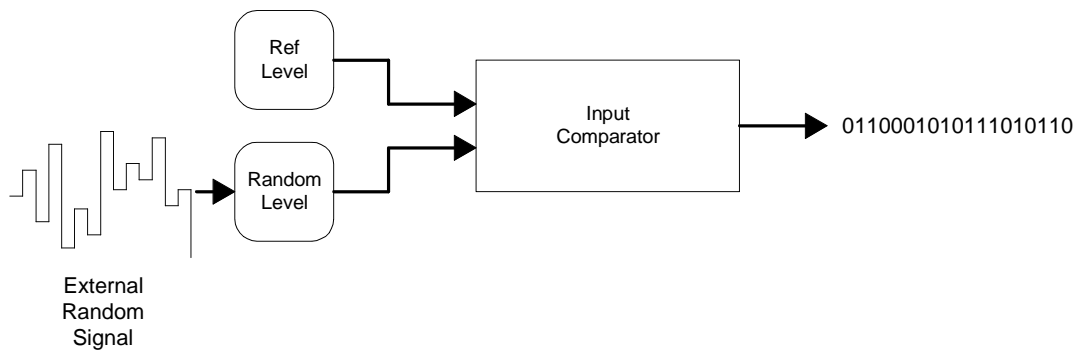 Ref
Level
Input
Comparator
0110001010111010110
Random
Level
External
Random
Signal